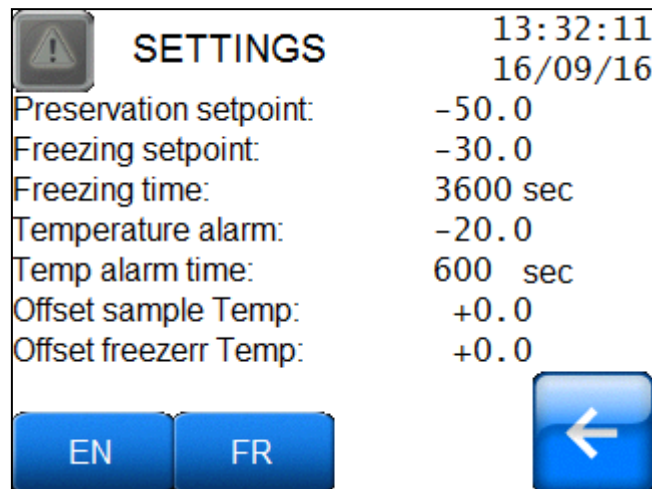 SETTINGS 13:32:11
16/09/16
Preservation setpoint: -50.0
Freezing setpoint: -30.0
Freezing time: 3600 sec
Temperature alarm: -20.0
Temp alarm time: 600 sec
Offset sample Temp: +0.0
Offset freezerr Temp: +0.0
EN FR